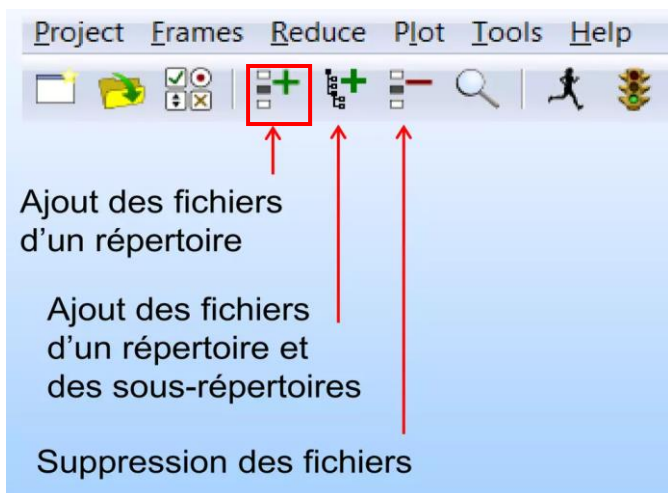 Project Frames Reduce Plot Tools Help
Ajout des fichiers
d'un répertoire
Ajout des fichiers
d'un répertoire et
des sous-répertoires
Suppression des fichiers